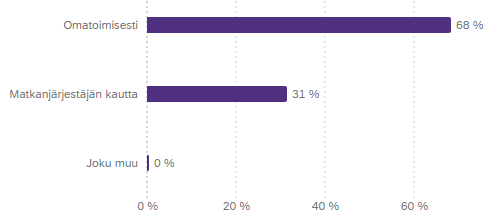 Omatoimisesti 68 %
Matkanjärjestäjän kautta 31 %
Joku muu 0 %
0 % 20 % 40 % 60 %